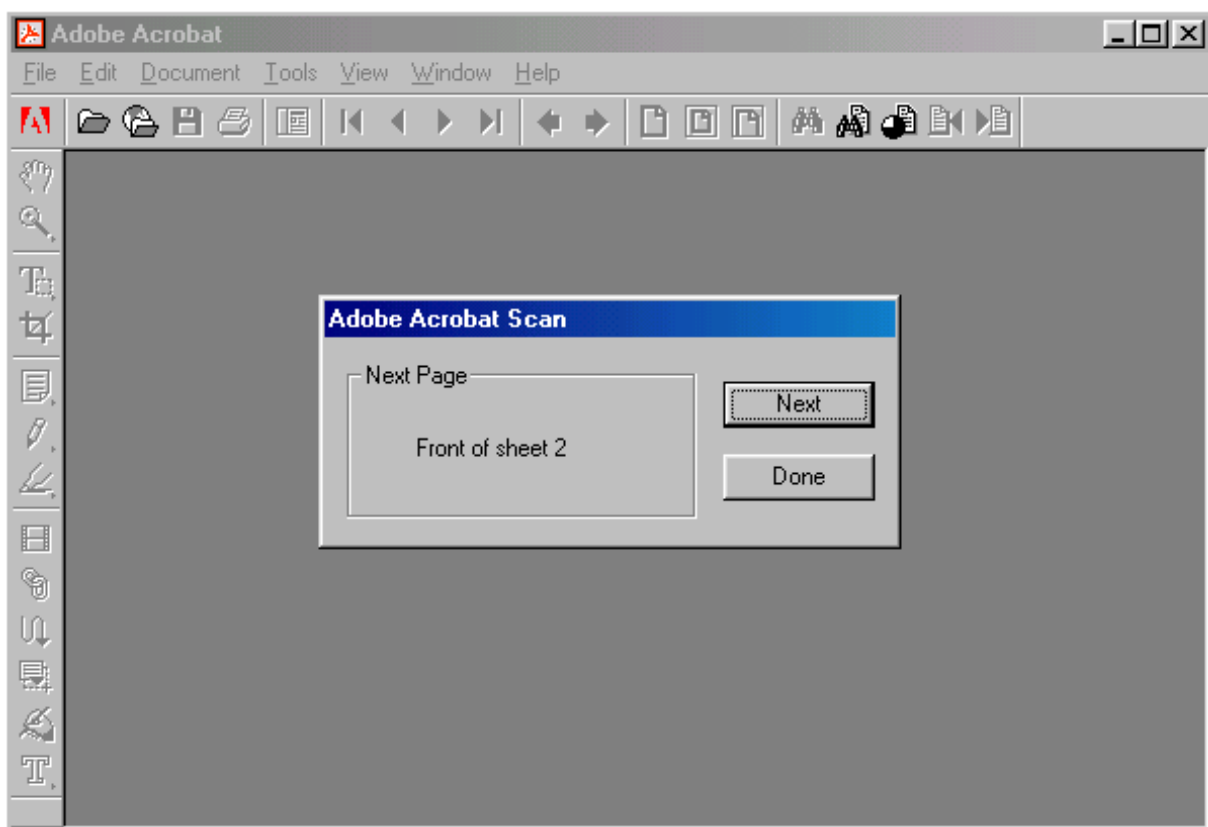 Adobe Acrobat
File Edit Document Tools View Window Help
Adobe Acrobat Scan
Next Page
Front of sheet 2
Next
Done